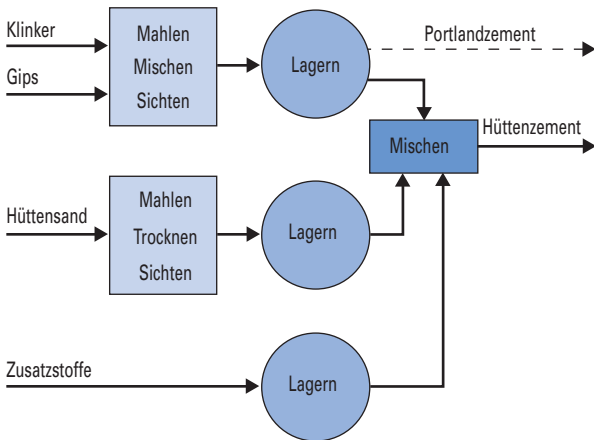 Klinker
Gips
Mahlen
Mischen
Sichten
Lagern
Portlandzement
Mischen
Hüttenzement
Hüttensand
Mahlen
Trocknen
Sichten
Lagern
Zusatzstoffe
Lagern